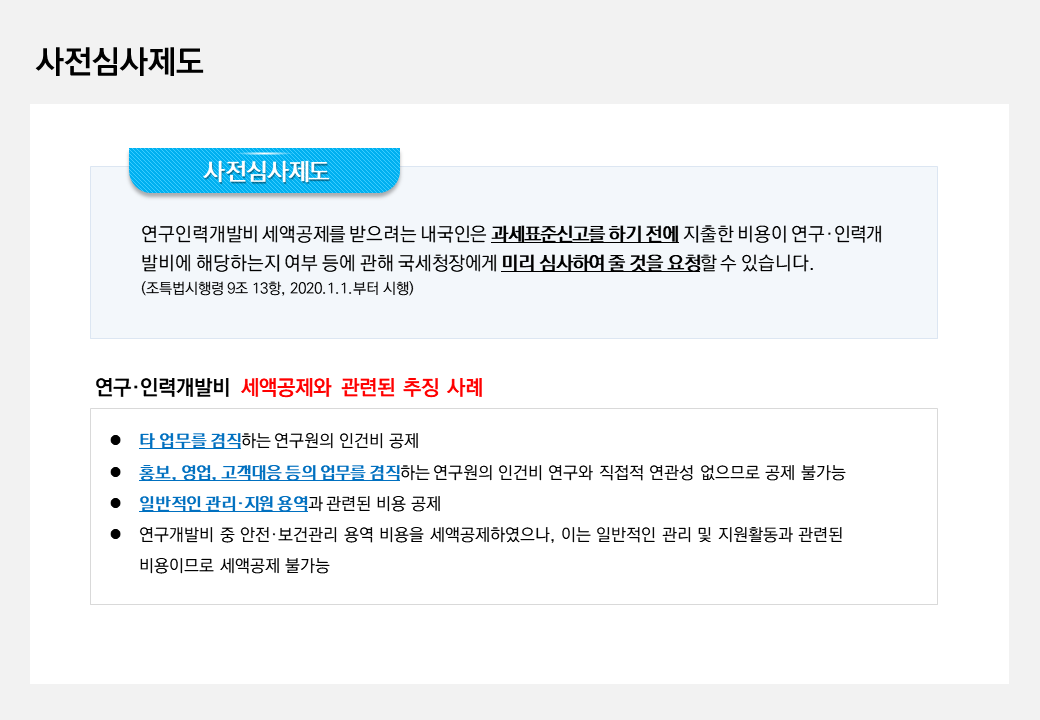 사전심사제도
사전심사제도
연구인력개발비 세액공제를 받으려는 내국인은 과세표준신고를 하기 전에 지출한 비용이 연구·인력개
발비에 해당하는지 여부 등에 관해 국세청장에게 미리 심사하여 줄 것을 요청할 수 있습니다.
(조특법시행령 9조 13항, 2020.1.1.부터 시행)
연구·인력개발비 세액공제와 관련된 추징 사례
● 타 업무를 겸직하는 연구원의 인건비 공제
● 홍보, 영업, 고객대응 등의 업무를 겸직하는 연구원의 인건비 연구와 직접적 연관성 없으므로 공제 불가능
● 일반적인 관리·지원 용역과 관련된 비용 공제
● 연구개발비 중 안전·보건관리 용역 비용을 세액공제하였으나, 이는 일반적인 관리 및 지원활동과 관련된
비용이므로 세액공제 불가능